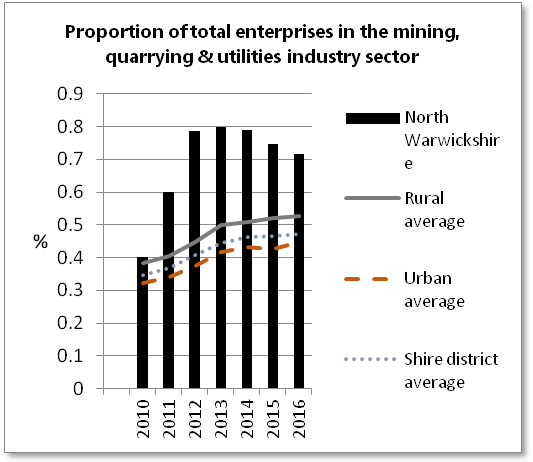 Proportion of total enterprises in the mining,
quarrying & utilities industry sector
0.9
0.8
0.7
0.6
0.5
0.4
0.3
0.2
0.1
0
%
2010
2011
2012
2013
2014
2015
2016
North
Warwickshir
e
Rural
average
Urban
average
Shire district
average